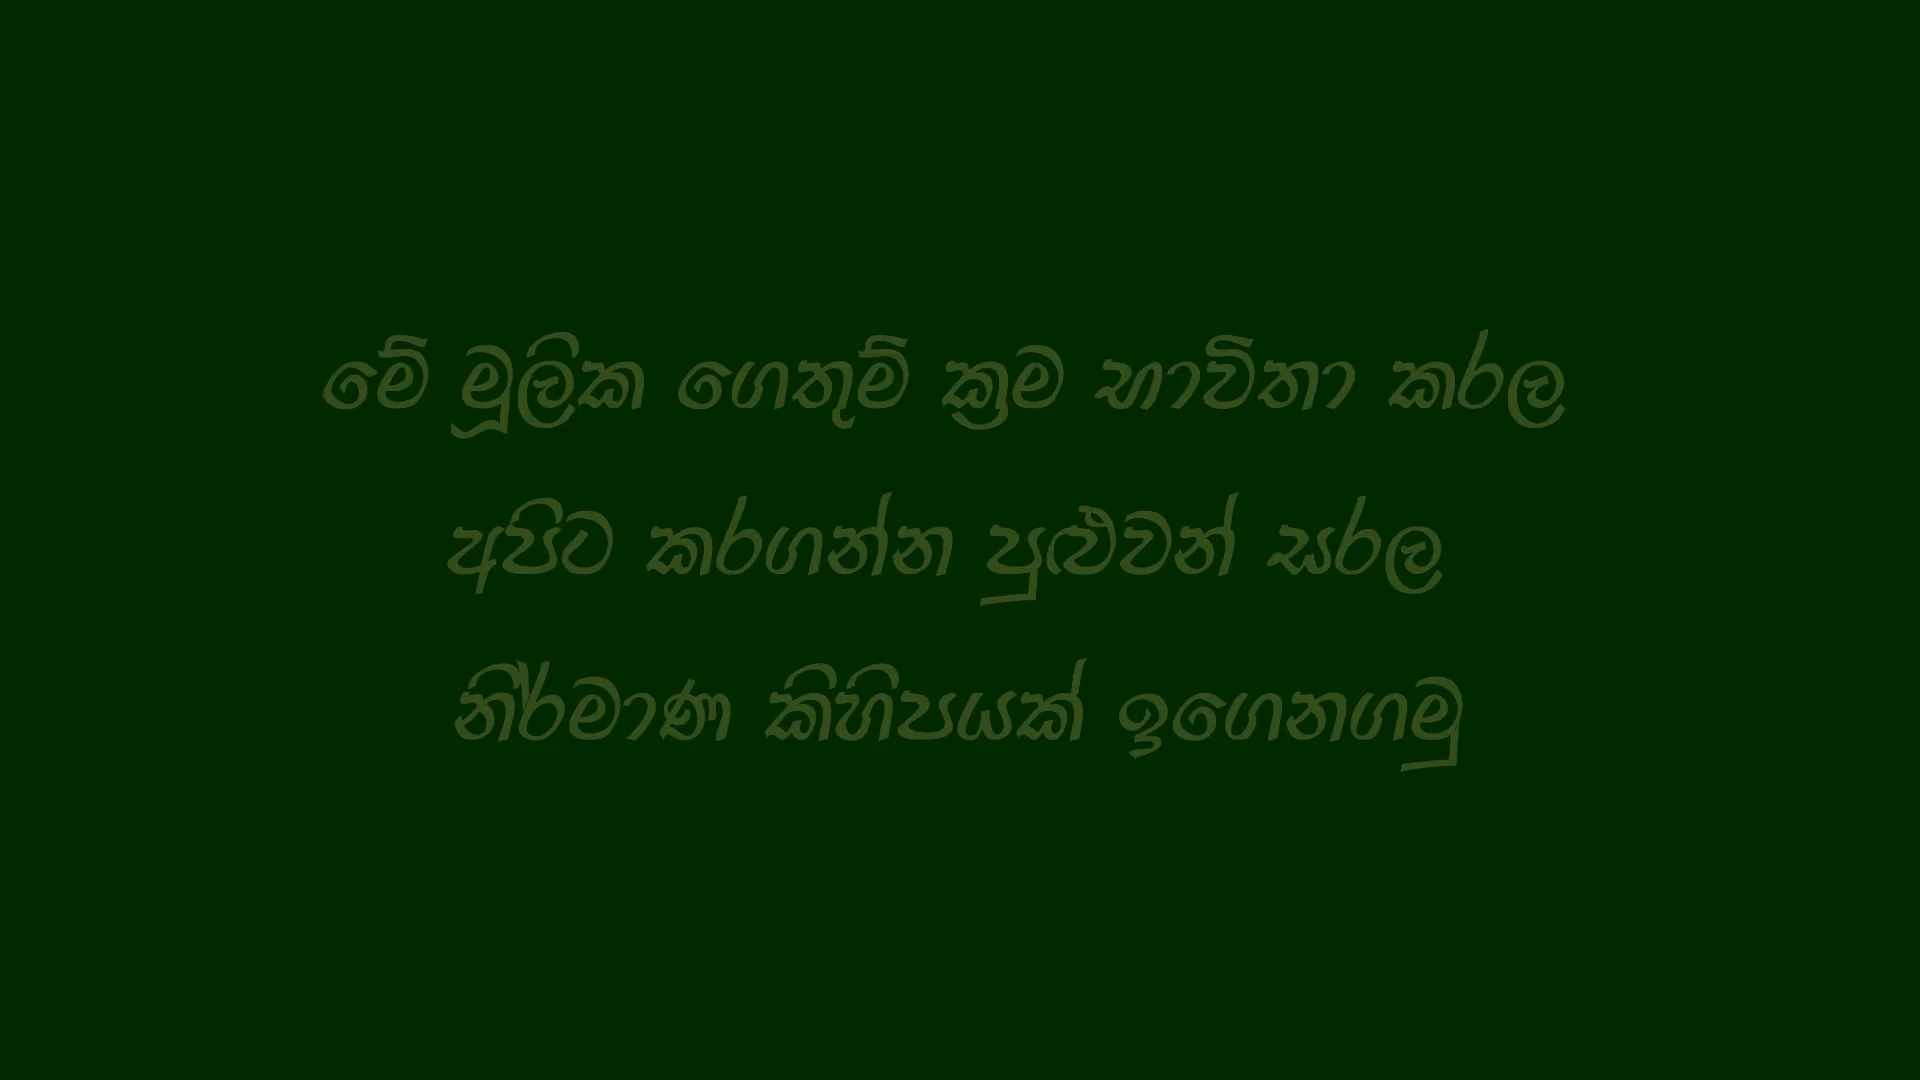 මේ මූලික ගෙතුම් ක්‍රම භාවිතා කරල
අපිට කරගන්න පුළුවන් සරල
නිර්මාණ කිහිපයක් ඉගෙනගමු